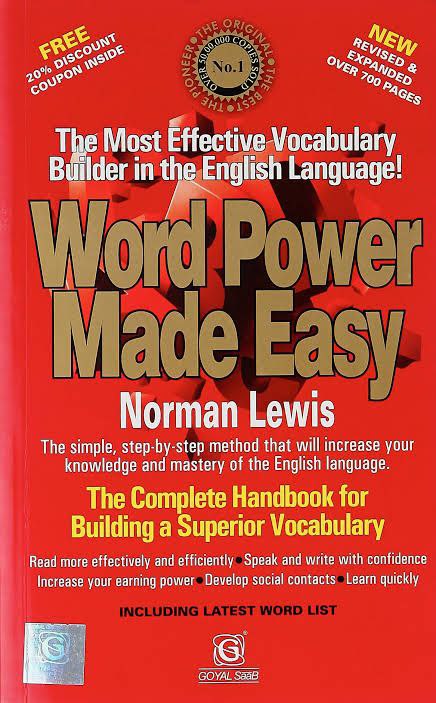 FREE
20% DISCOUNT
COUPON INSIDE
THE ORIGINAL • THE BEST • THE PIONEER •
OVER 50,00,000 COPIES SOLD
No.1
NEW
REVISED &
EXPANDED
OVER 700 PAGES
The Most Effective Vocabulary
Builder in the English Language!
Word Power
Made Easy
Norman Lewis
The simple, step-by-step method that will increase your
knowledge and mastery of the English language.
The Complete Handbook for
Building a Superior Vocabulary
Read more effectively and efficiently●Speak and write with confidence
Increase your earning power●Develop social contacts●Learn quickly
INCLUDING LATEST WORD LIST
G®
GOYAL SaaB